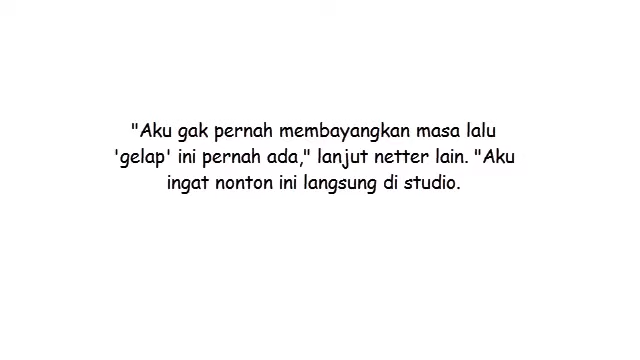 "Aku gak pernah membayangkan masa lalu
'gelap' ini pernah ada," lanjut netter lain. "Aku
ingat nonton ini langsung di studio.